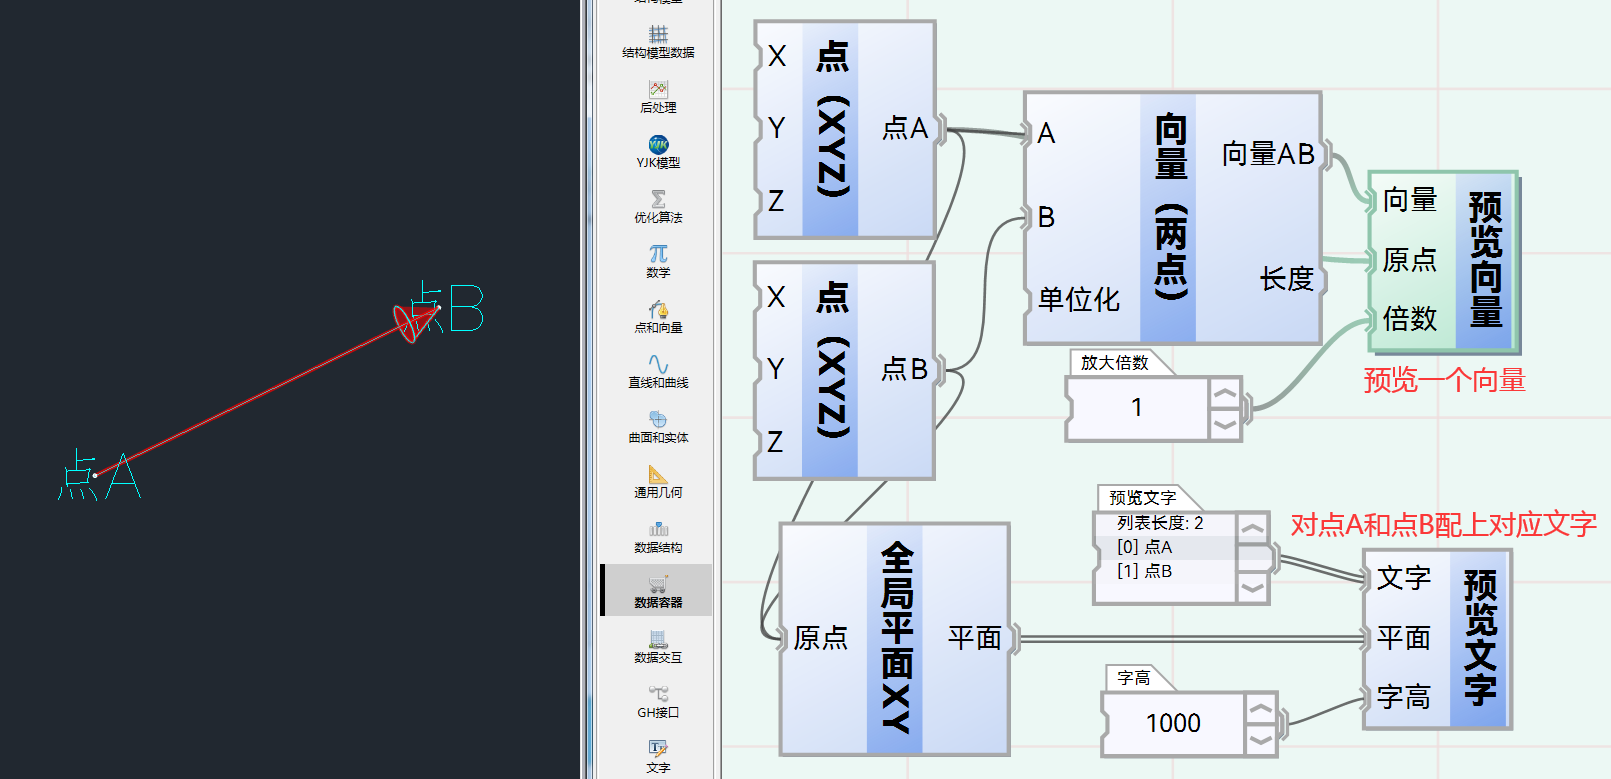 点B
点A
结构模型
结构模型数据
后处理
YJK
YJK模型
优化算法
数学
点和向量
直线和曲线
曲面和实体
通用几何
数据结构
数据容器
数据交互
GH接口
文字
X
Y
Z
点（XYZ）
点A
X
Y
Z
点（XYZ）
点B
A
B
单位化
向量（两点）
向量AB
长度
向量
原点
倍数
预览向量
预览一个向量
放大倍数
1
原点
全局平面XY
平面
预览文字
列表长度: 2
[0] 点A
[1] 点B
对点A和点B配上对应文字
文字
平面
字高
预览文字
字高
1000